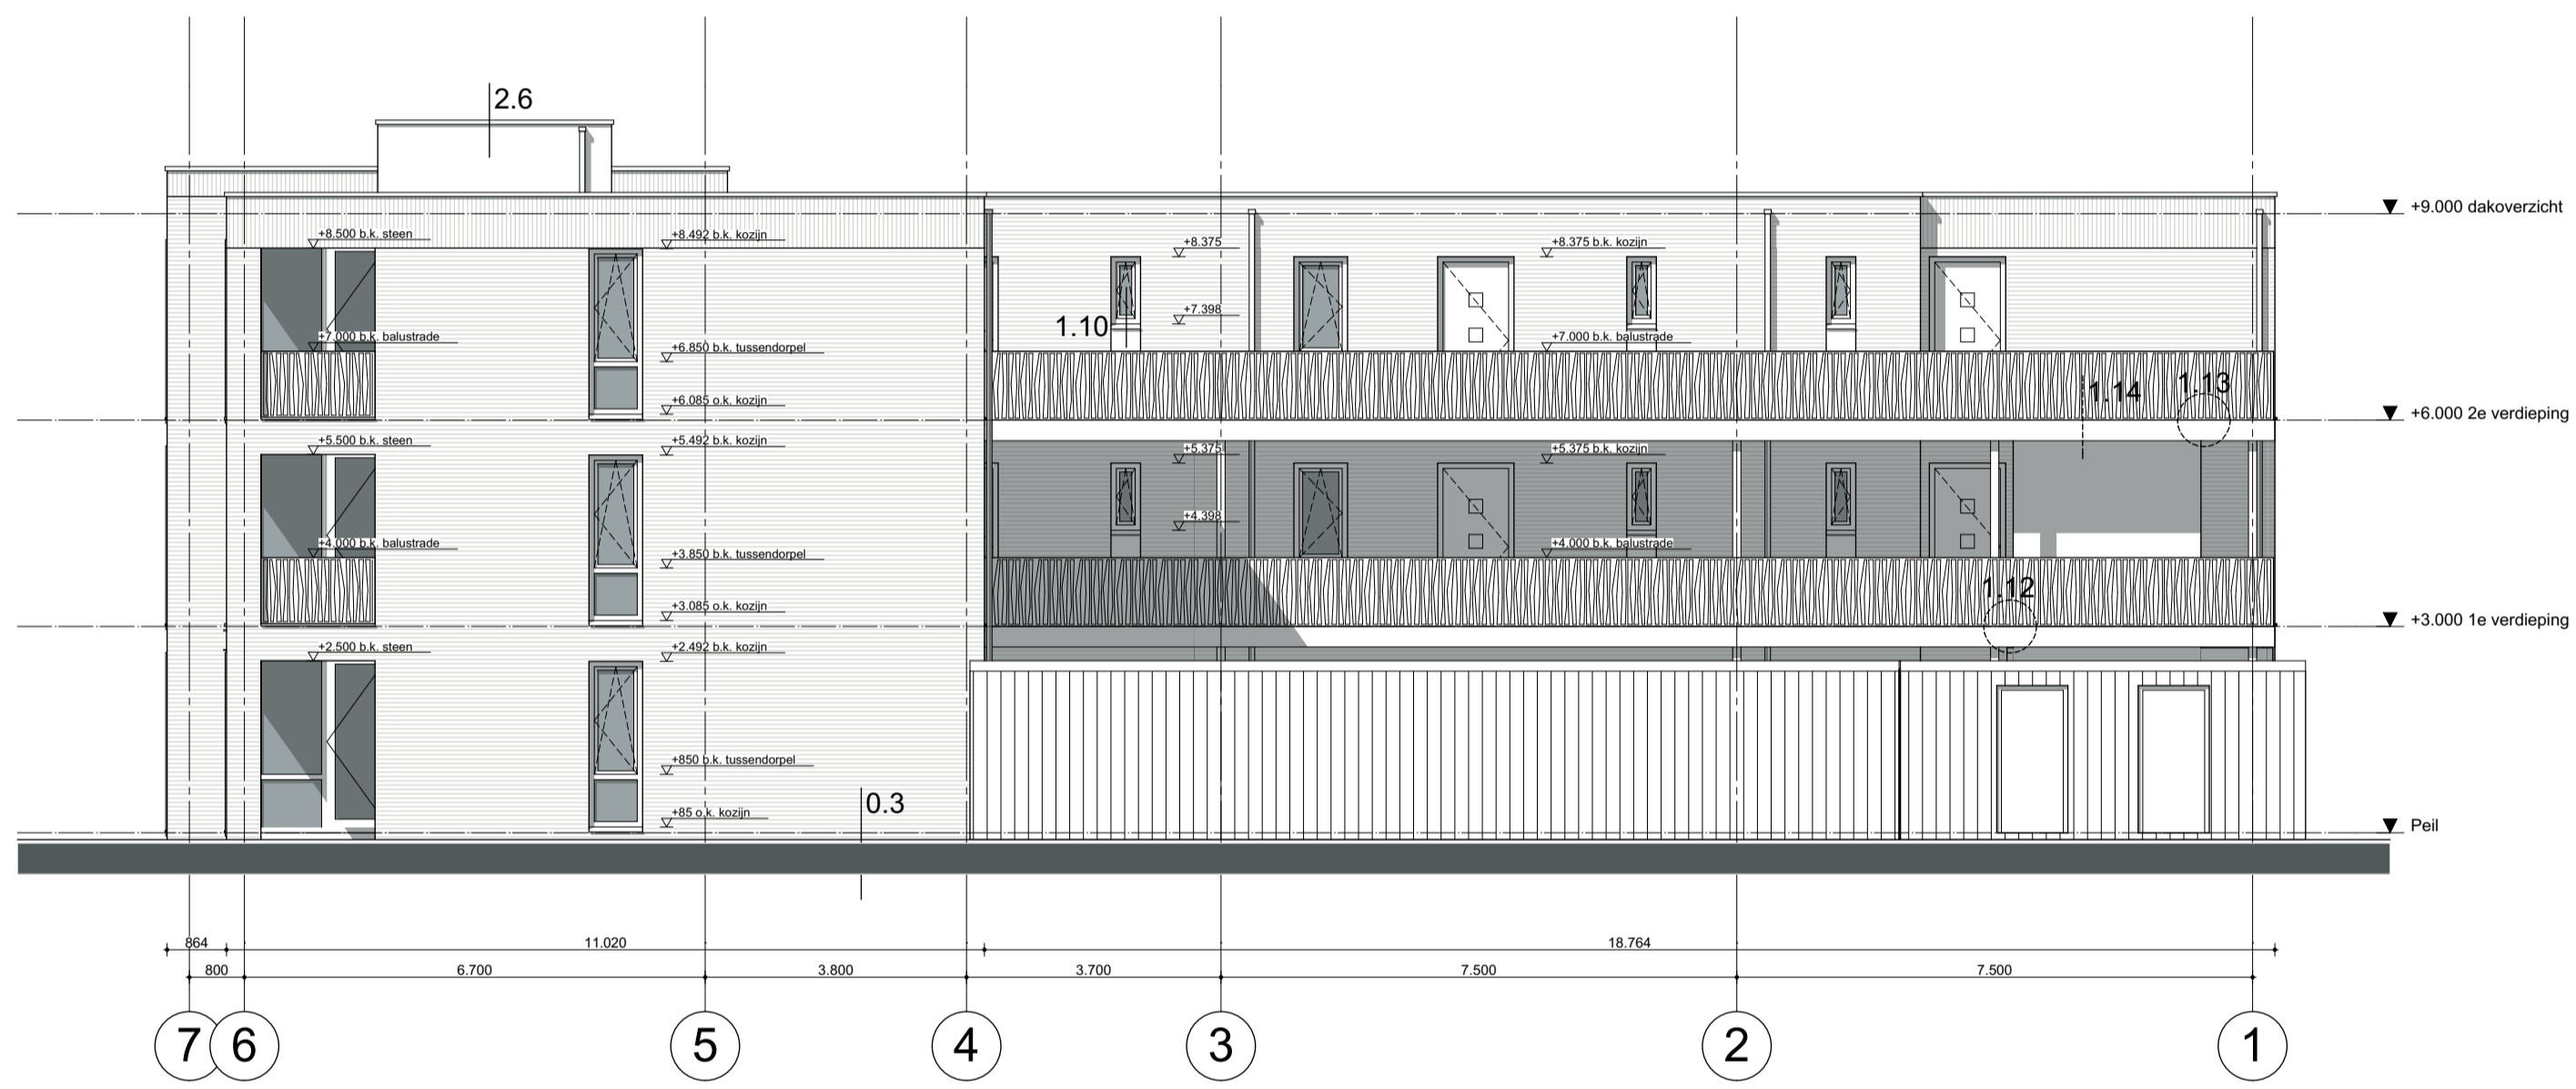 2.6
+9.000 dakoverzicht
+8.500 b.k. steen
+8.492 b.k. kozijn
+8.375
+8.375 b.k. kozijn
+7.398
1.10
+7.000 b.k. balustrade
+6.850 b.k. tussendorpel
+7.000 b.k. balustrade
1.14
1.13
+6.085 o.k. kozijn
+6.000 2e verdieping
+5.500 b.k. steen
+5.492 b.k. kozijn
+5.375
+5.375 b.k. kozijn
+4.398
+4.000 b.k. balustrade
+3.850 b.k. tussendorpel
+4.000 b.k. balustrade
1.12
+3.085 o.k. kozijn
+3.000 1e verdieping
+2.500 b.k. steen
+2.492 b.k. kozijn
+850 b.k. tussendorpel
0.3
+85 o.k. kozijn
Peil
864
11.020
18.764
800
6.700
3.800
3.700
7.500
7.500
7
6
5
4
3
2
1